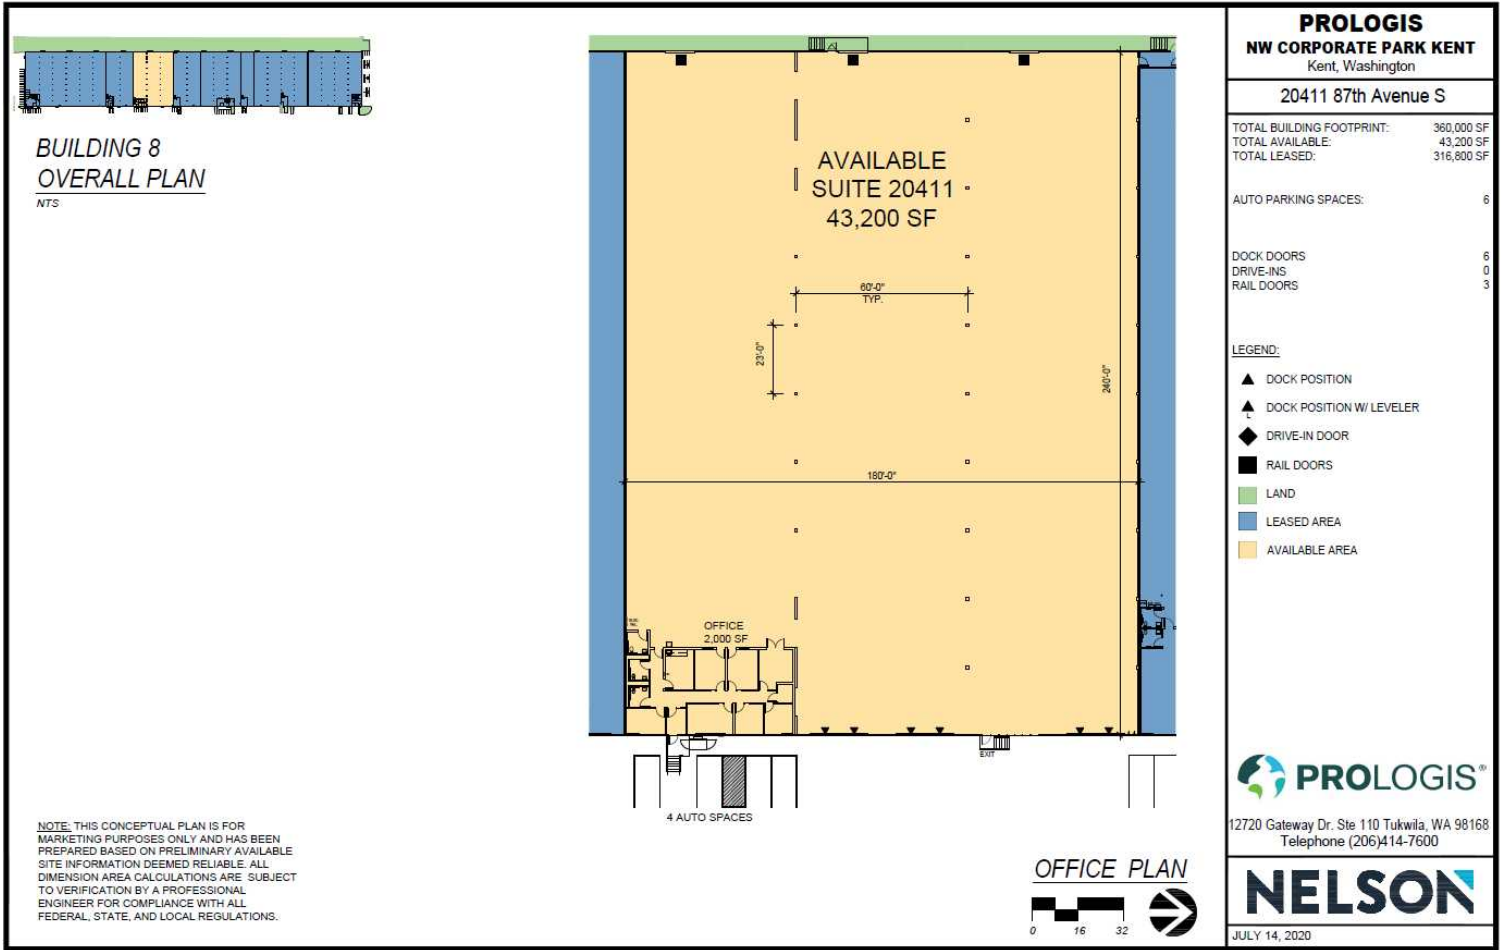 BUILDING 8
OVERALL PLAN
NTS
AVAILABLE
SUITE 20411
43,200 SF
60'-0"
TYP.
23'-0"
240'-0"
180'-0"
OFFICE
2,000 SF
EXIT
4 AUTO SPACES
NOTE: THIS CONCEPTUAL PLAN IS FOR
MARKETING PURPOSES ONLY AND HAS BEEN
PREPARED BASED ON PRELIMINARY AVAILABLE
SITE INFORMATION DEEMED RELIABLE. ALL
DIMENSION AREA CALCULATIONS ARE SUBJECT
TO VERIFICATION BY A PROFESSIONAL
ENGINEER FOR COMPLIANCE WITH ALL
FEDERAL, STATE, AND LOCAL REGULATIONS.
OFFICE PLAN
0 16 32
PROLOGIS
NW CORPORATE PARK KENT
Kent, Washington
20411 87th Avenue S
TOTAL BUILDING FOOTPRINT: 360,000 SF
TOTAL AVAILABLE: 43,200 SF
TOTAL LEASED: 316,800 SF
AUTO PARKING SPACES: 6
DOCK DOORS 6
DRIVE-INS 0
RAIL DOORS 3
LEGEND:
DOCK POSITION
L DOCK POSITION W/ LEVELER
DRIVE-IN DOOR
RAIL DOORS
LAND
LEASED AREA
AVAILABLE AREA
PROLOGIS®
12720 Gateway Dr. Ste 110 Tukwila, WA 98168
Telephone (206)414-7600
NELSON
JULY 14, 2020